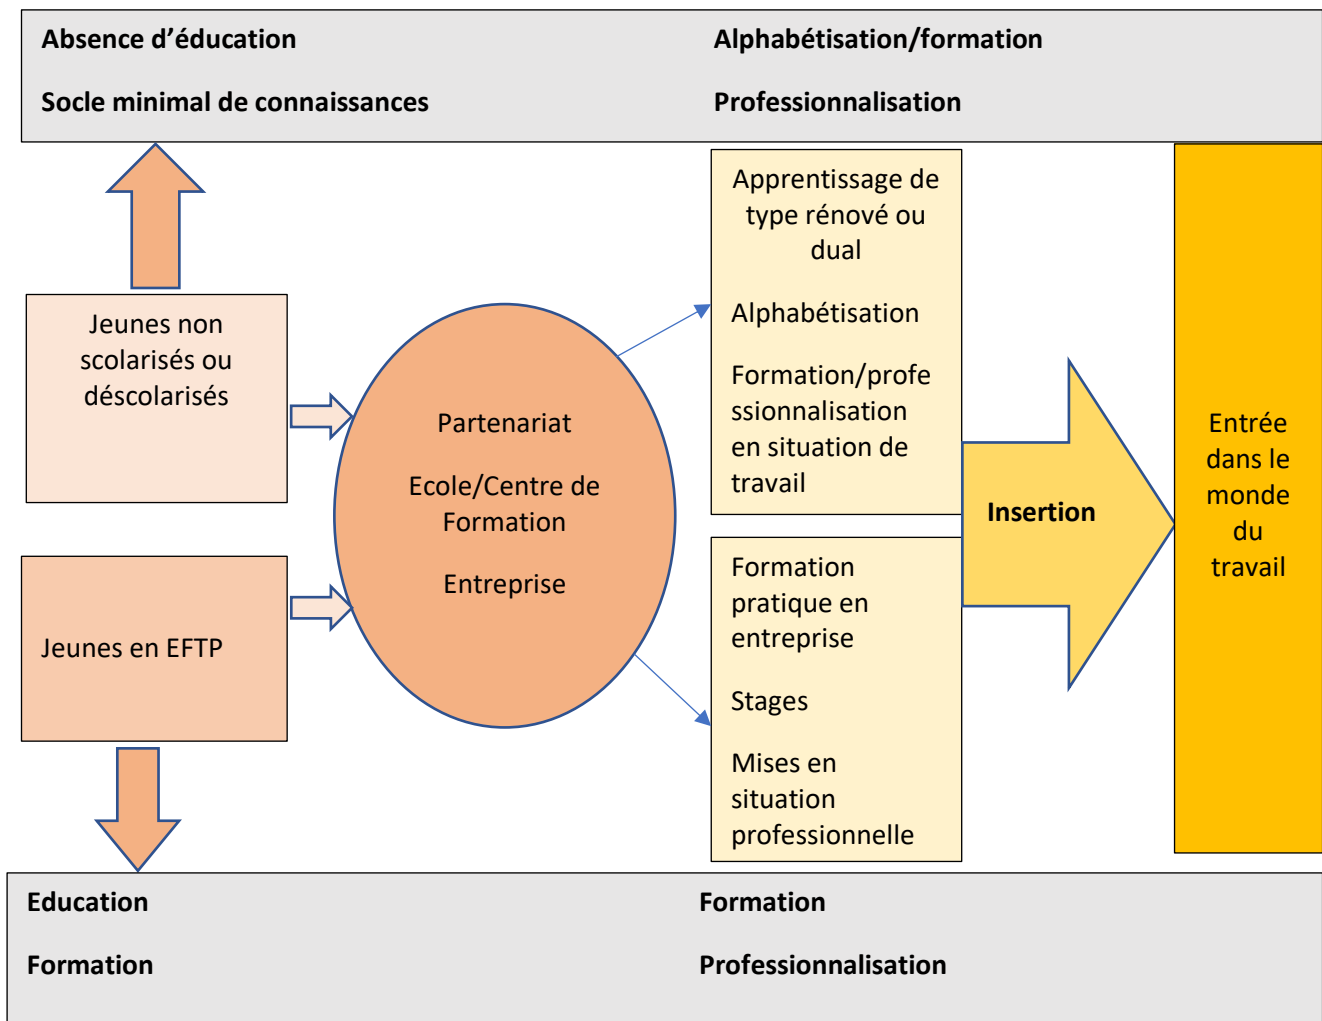 Absence d’éducation
Alphabétisation/formation
Socle minimal de connaissances
Professionnalisation
Jeunes non
scolarisés ou
déscolarisés
Jeunes en EFTP
Partenariat
Ecole/Centre de
Formation
Entreprise
Apprentissage de
type rénové ou
dual
Alphabétisation
Formation/profe
ssionnalisation
en situation de
travail
Formation
pratique en
entreprise
Stages
Mises en
situation
professionnelle
Insertion
Entrée
dans le
monde
du
travail
Education
Formation
Formation
Professionnalisation